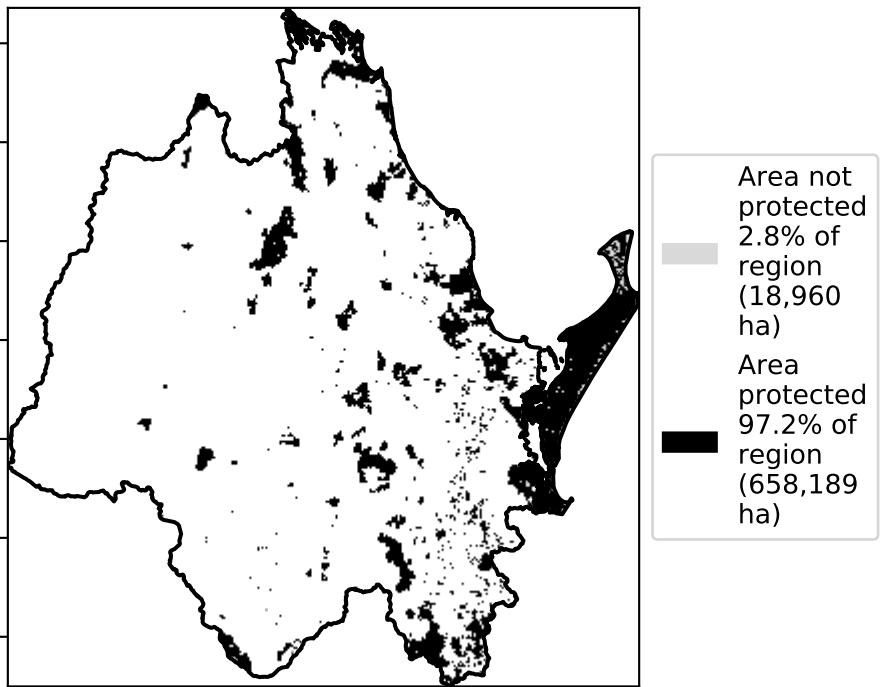 Area not
protected
2.8% of
region
(18,960
ha)
Area
protected
97.2% of
region
(658,189
ha)